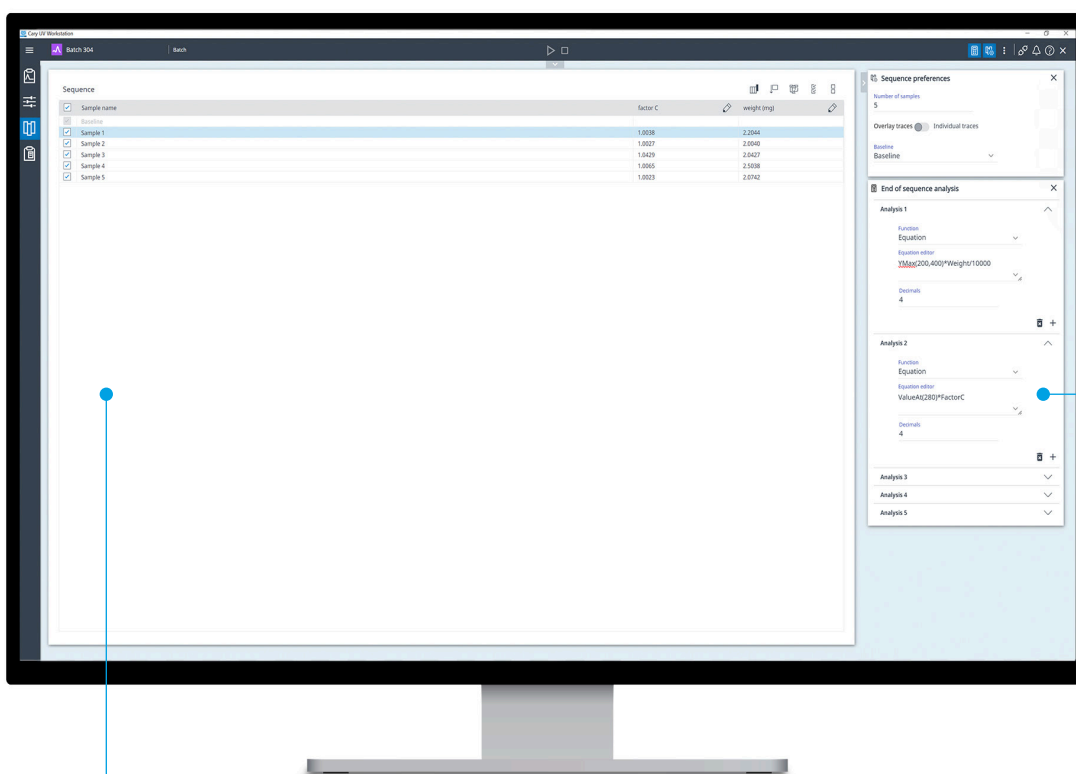 Cary UV Workstation
Batch 304 Batch
Sequence
Sample name factor C weight (mg)
Baseline
Sample 1 1.0038 2.2044
Sample 2 1.0027 2.0040
Sample 3 1.0429 2.0427
Sample 4 1.0065 2.5038
Sample 5 1.0023 2.0742
Sequence preferences
Number of samples
5
Overlay traces Individual traces
Baseline
Baseline
End of sequence analysis
Analysis 1
Function
Equation
Equation editor
YMax(200,400)*Weight/10000
Decimals
4
Analysis 2
Function
Equation
Equation editor
ValueAt(280)*FactorC
Decimals
4
Analysis 3
Analysis 4
Analysis 5